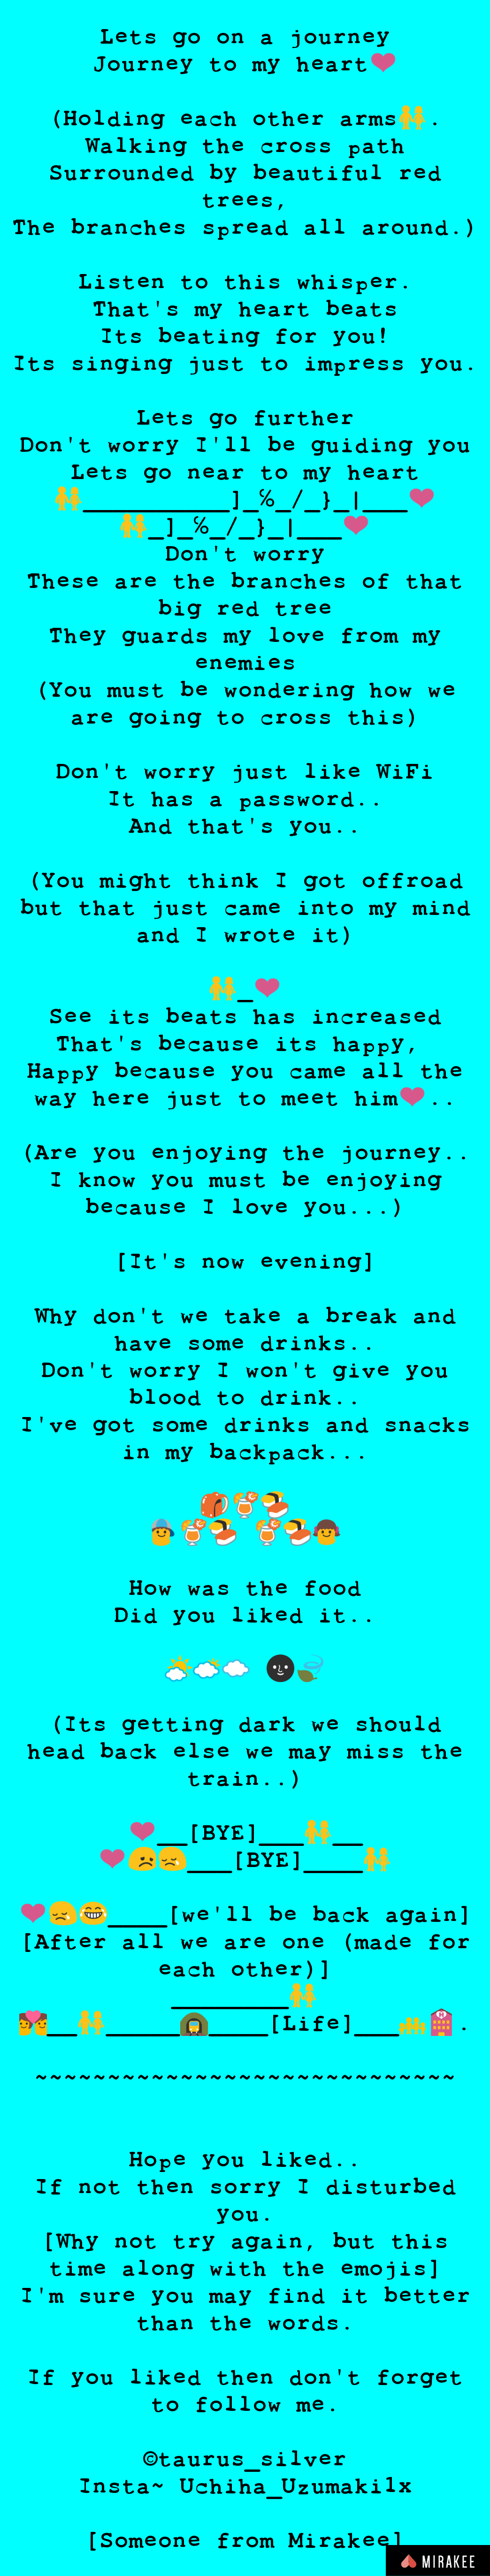 Lets go on a journey
Journey to my heart❤

(Holding each other arms👭.
Walking the cross path
Surrounded by beautiful red
trees,
The branches spread all around.)

Listen to this whisper.
That's my heart beats
Its beating for you!
Its singing just to impress you.

Lets go further
Don't worry I'll be guiding you
Lets go near to my heart
👭__________]_℅_/_}_|___❤
👭_]_℅_/_}_|___❤
Don't worry
These are the branches of that
big red tree
They guards my love from my
enemies
(You must be wondering how we
are going to cross this)

Don't worry just like WiFi
It has a password..
And that's you..

(You might think I got offroad
but that just came into my mind
and I wrote it)

👭_❤
See its beats has increased
That's because its happy,
Happy because you came all the
way here just to meet him❤..

(Are you enjoying the journey..
I know you must be enjoying
because I love you...)

[It's now evening]

Why don't we take a break and
have some drinks..
Don't worry I won't give you
blood to drink..
I've got some drinks and snacks
in my backpack...

How was the food
Did you liked it..

(Its getting dark we should
head back else we may miss the
train..)

❤__[BYE]___👭__
❤😞😢___[BYE]____👭

❤😢😂____[we'll be back again]
[After all we are one (made for
each other)]
________👭
💑__👭_____👩‍🎓____[Life]___👪🏩.

~~~~~~~~~~~~~~~~~~~~~~~~~~~~~

Hope you liked..
If not then sorry I disturbed
you.
[Why not try again, but this
time along with the emojis]
I'm sure you may find it better
than the words.

If you liked then don't forget
to follow me.

©taurus_silver
Insta~ Uchiha_Uzumaki1x

[Someone from Mirakee]
MIRAKEE